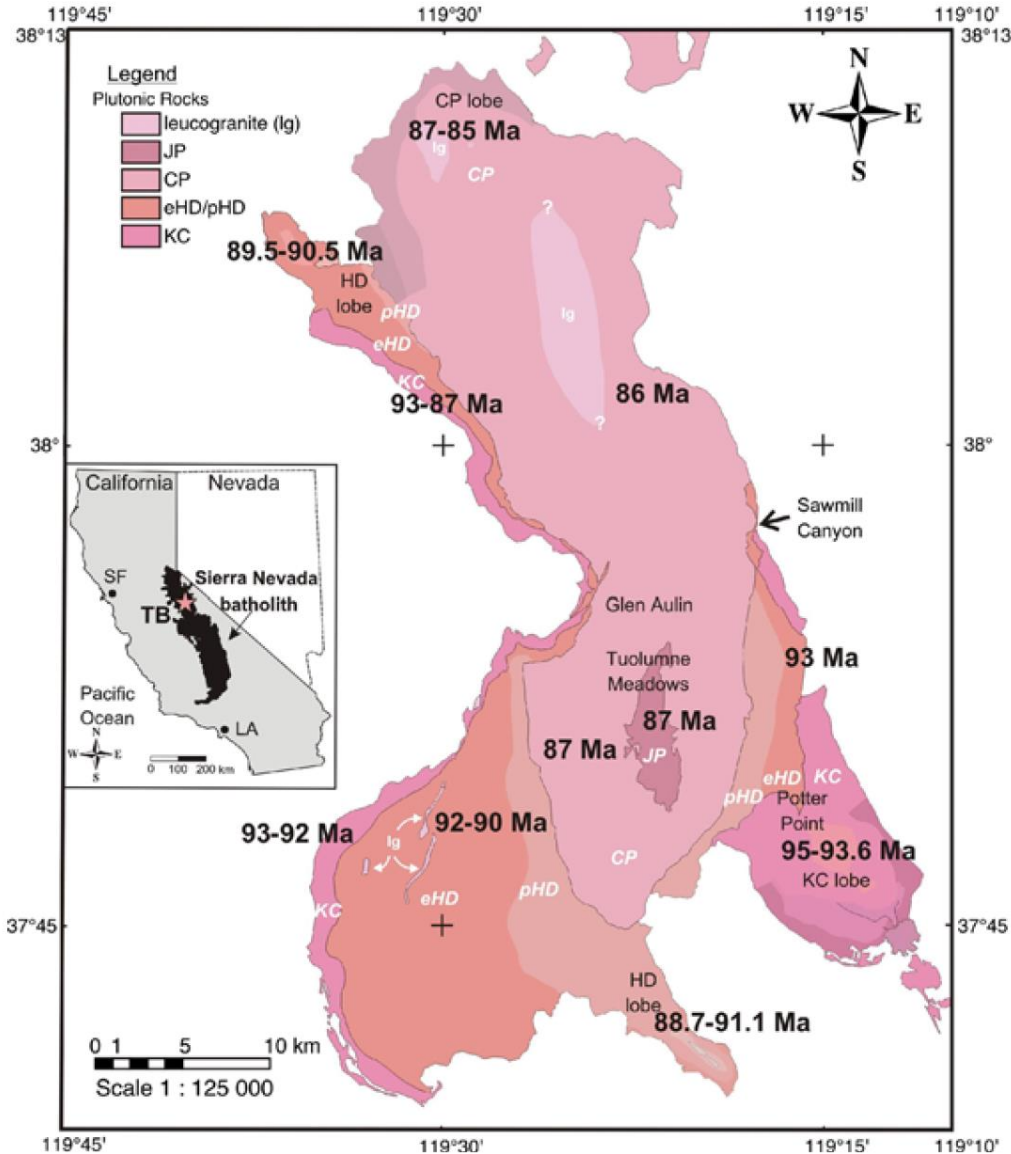 119°45'
119°30'
119°15'
119°10'
38°13'
38°13'
Legend
Plutonic Rocks
leucogranite (lg)
JP
CP
eHD/pHD
KC
N
W
E
S
CP lobe
87-85 Ma
lg
CP
?
89.5-90.5 Ma
HD
lobe
pHD
eHD
KC
lg
93-87 Ma
86 Ma
?
38°
38°
California
Nevada
SF
Sierra Nevada
batholith
TB
Pacific
Ocean
N
W
E
S
LA
0 100 200 km
Sawmill
Canyon
Glen Aulin
Tuolumne
Meadows
93 Ma
87 Ma
87 Ma
JP
eHD
KC
pHD
Potter
Point
93-92 Ma
92-90 Ma
lg
95-93.6 Ma
KC lobe
CP
eHD
pHD
KC
37°45'
37°45'
HD
lobe
88.7-91.1 Ma
0 1 5 10 km
Scale 1 : 125 000
119°45'
119°30'
119°15'
119°10'